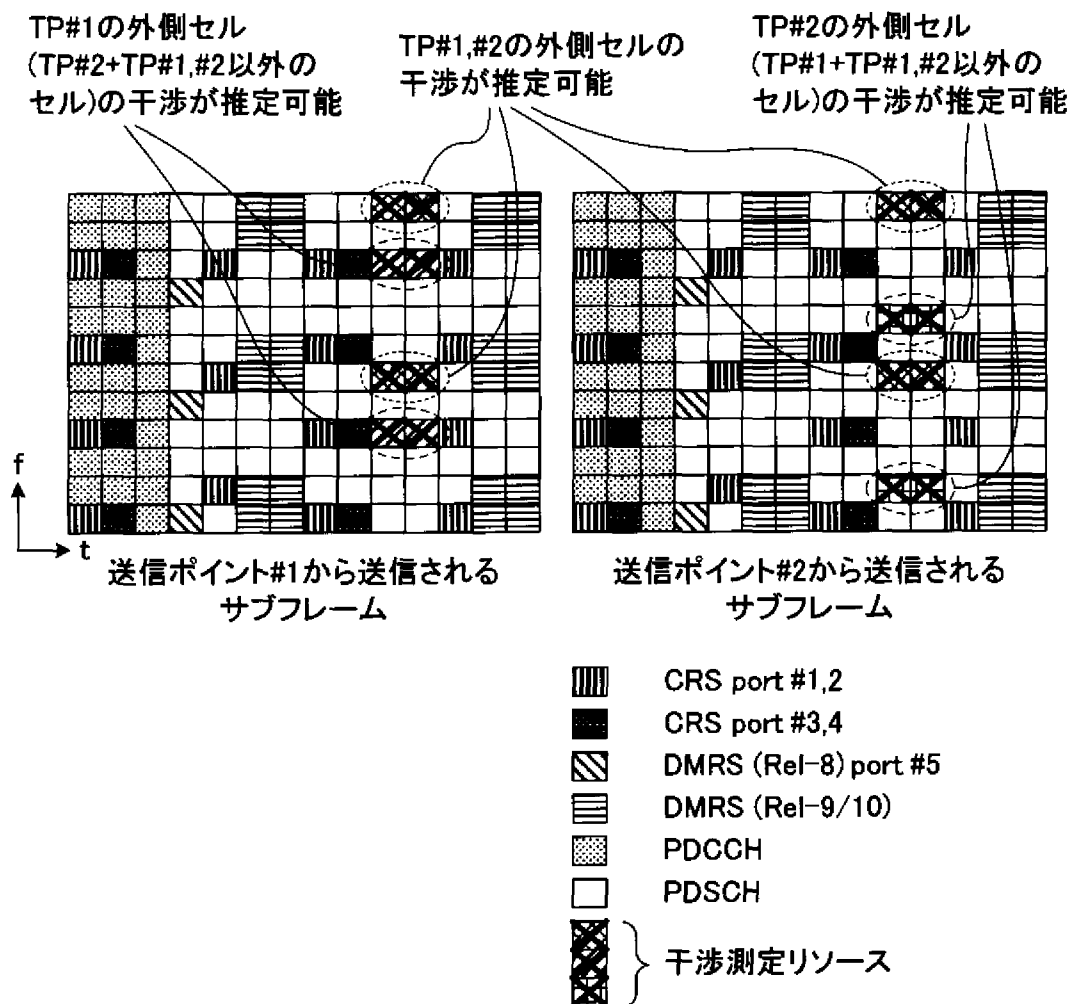 TP#1の外側セル
(TP#2+TP#1,#2以外の
セル)の干渉が推定可能
TP#1,#2の外側セルの
干渉が推定可能
TP#2の外側セル
(TP#1+TP#1,#2以外の
セル)の干渉が推定可能
f
t
送信ポイント#1から送信される
サブフレーム
送信ポイント#2から送信される
サブフレーム
CRS port #1,2
CRS port #3,4
DMRS (Rel-8) port #5
DMRS (Rel-9/10)
PDCCH
PDSCH
干渉測定リソース